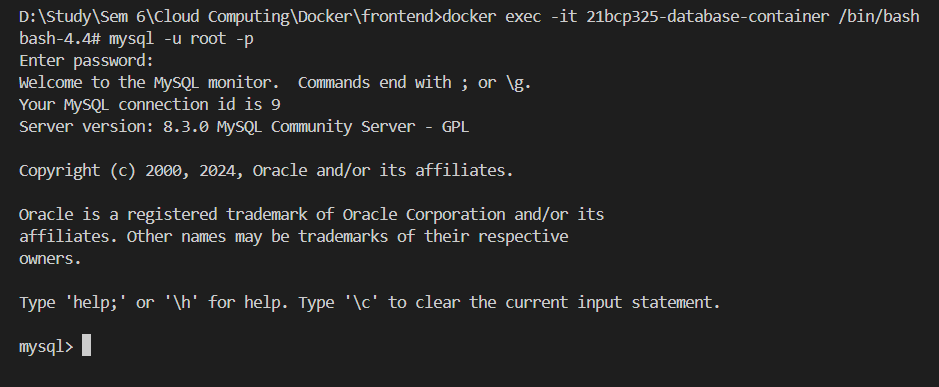 D:\Study\Sem 6\Cloud Computing\Docker\frontend>docker exec -it 21bcp325-database-container /bin/bash
bash-4.4# mysql -u root -p
Enter password:
Welcome to the MySQL monitor.  Commands end with ; or \g.
Your MySQL connection id is 9
Server version: 8.3.0 MySQL Community Server - GPL

Copyright (c) 2000, 2024, Oracle and/or its affiliates.

Oracle is a registered trademark of Oracle Corporation and/or its
affiliates. Other names may be trademarks of their respective
owners.

Type 'help;' or '\h' for help. Type '\c' to clear the current input statement.

mysql>